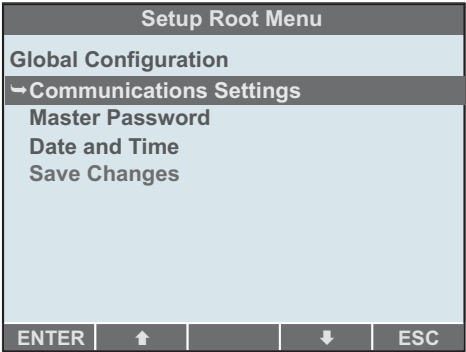 Setup Root Menu
Global Configuration
➥Communications Settings
Master Password
Date and Time
Save Changes
ENTER ⬆ ⬇ ESC